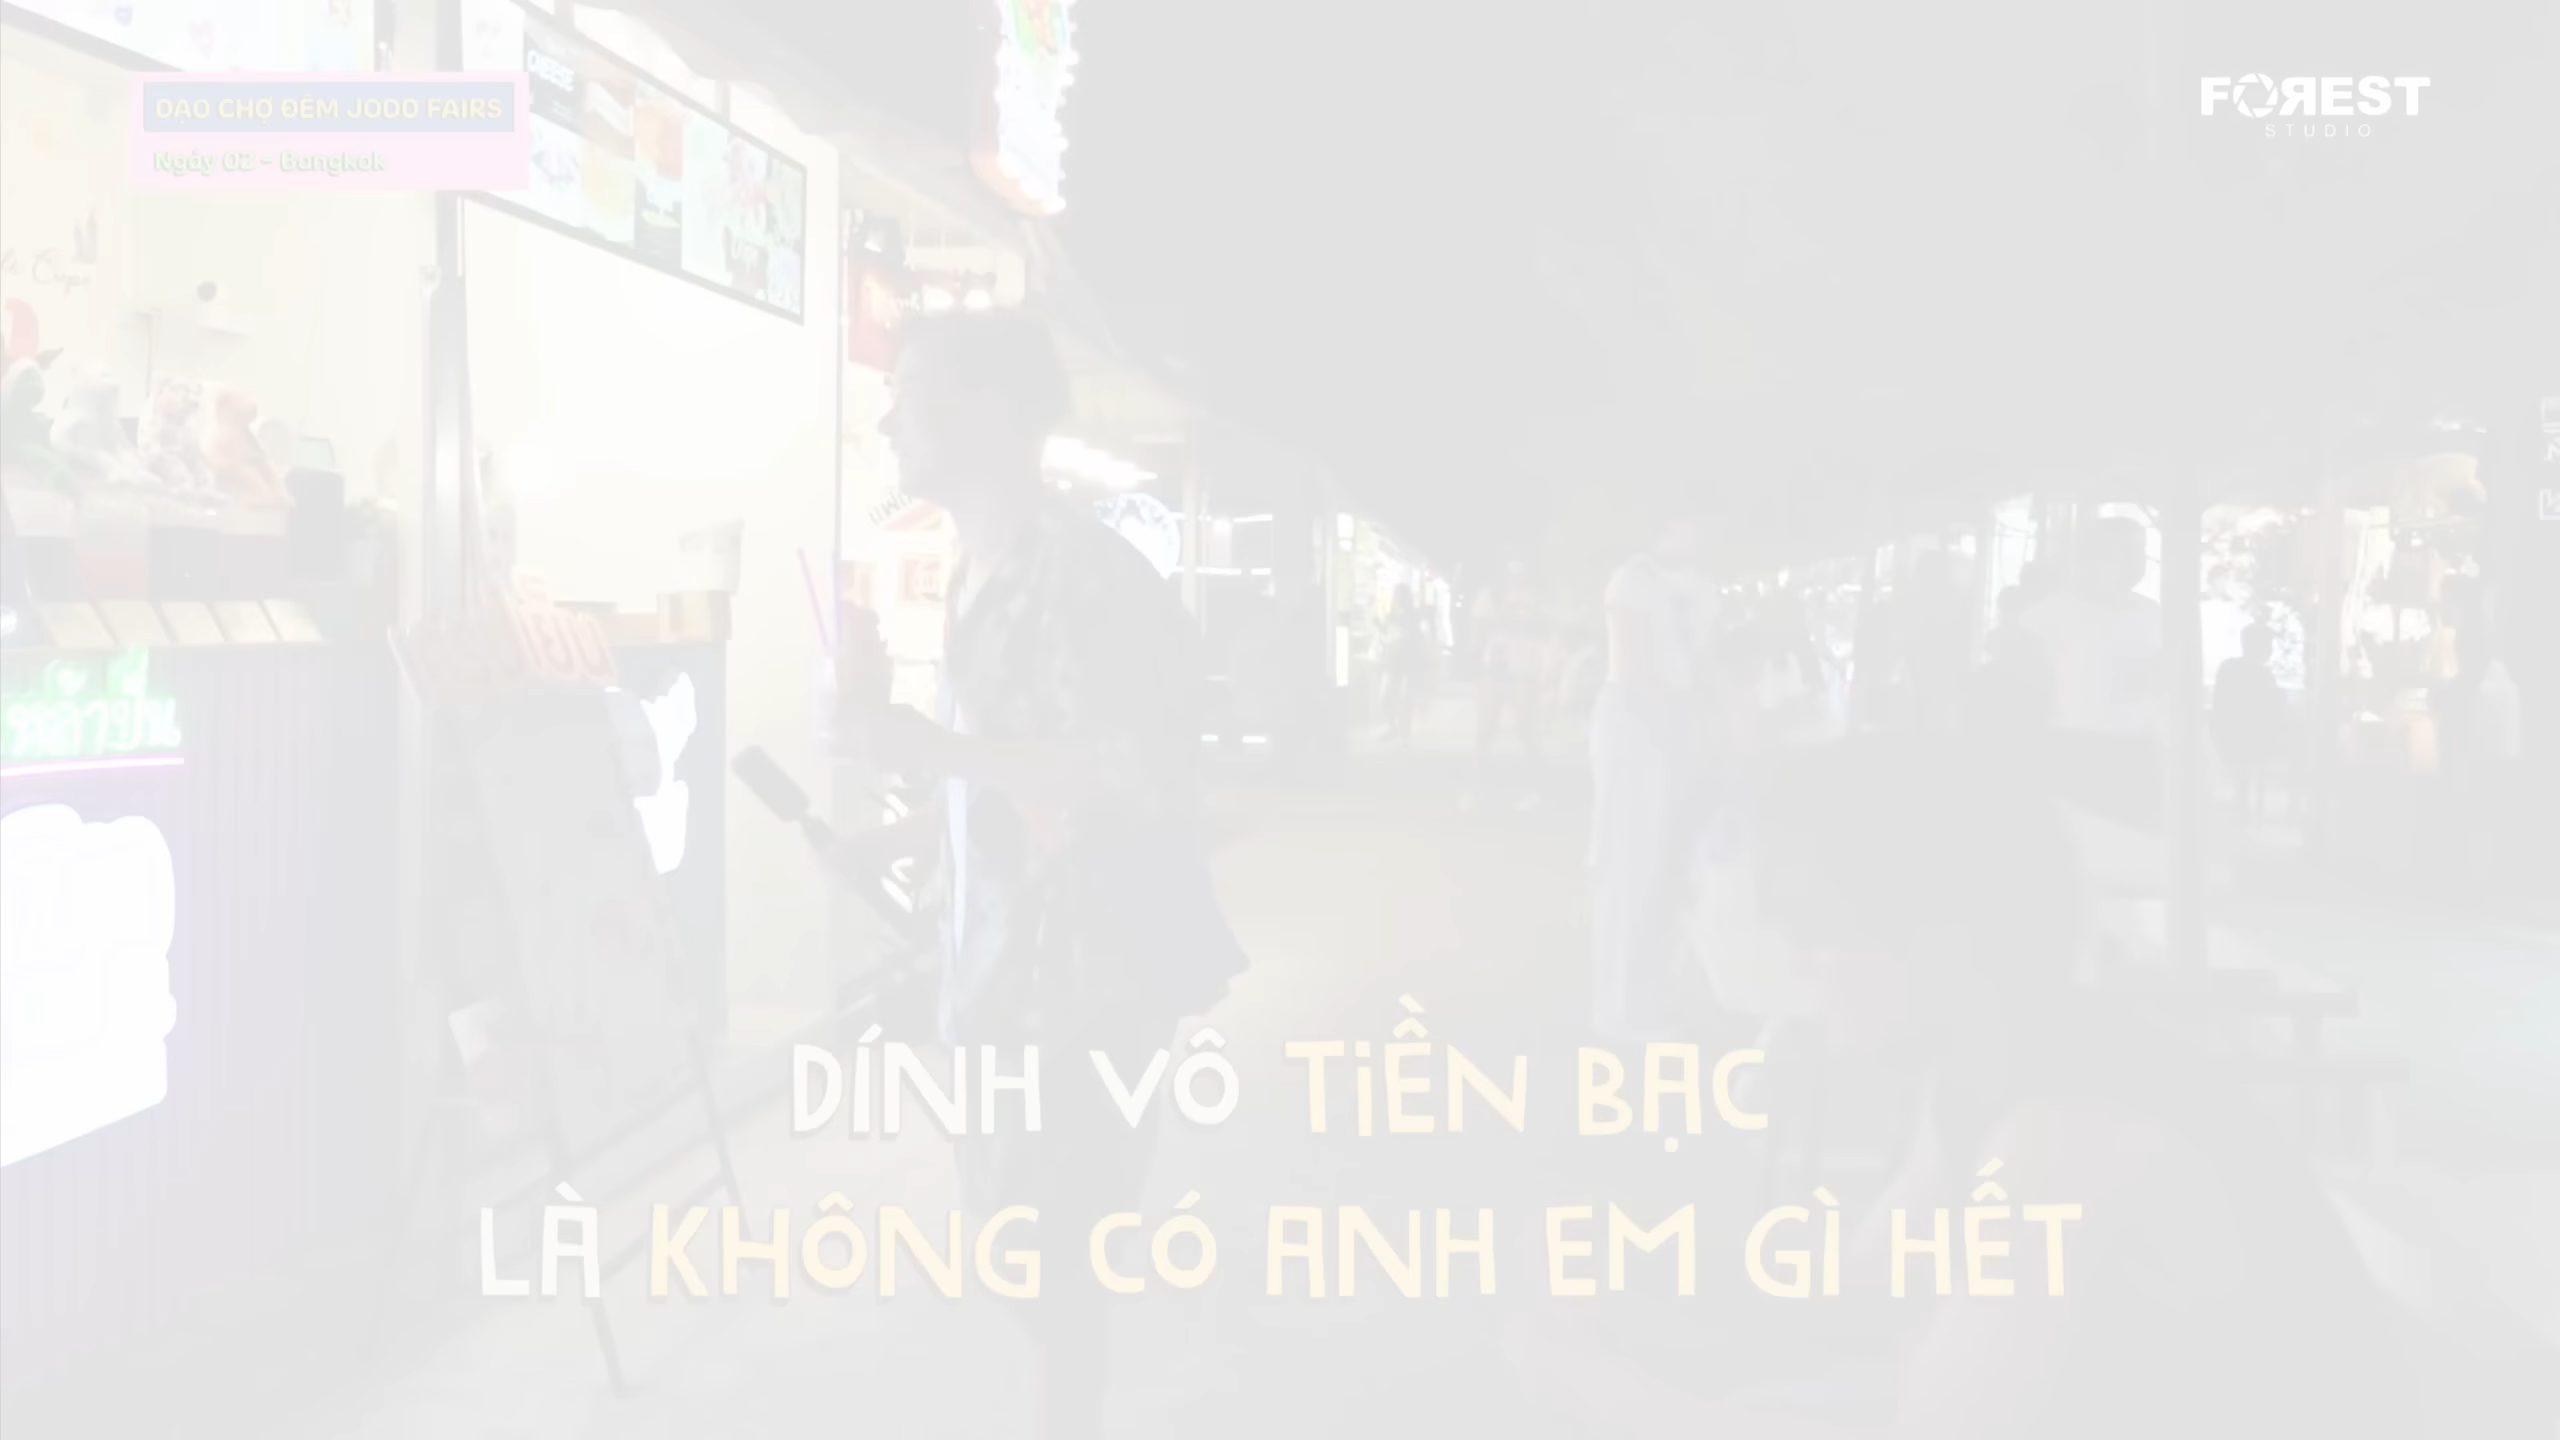 DẠO CHỢ ĐÊM JODD FAIRS
Ngày 02 - Bangkok
FOREST
STUDIO
CHEESE
DÍNH VÔ TIỀN BẠC
LÀ KHÔNG CÓ ANH EM GÌ HẾT